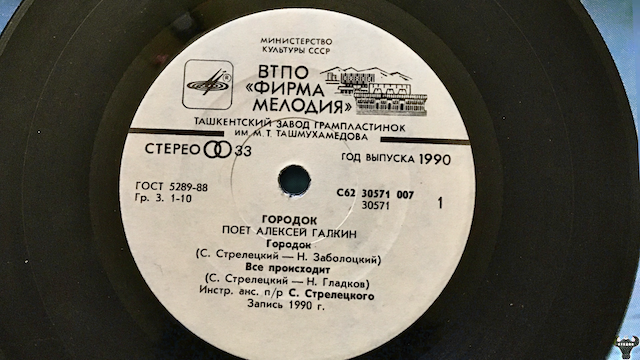 МИНИСТЕРСТВО
КУЛЬТУРЫ СССР
ВТПО
«ФИРМА
МЕЛОДИЯ»
ТАШКЕНТСКИЙ ЗАВОД ГРАМПЛАСТИНОК
ИМ. М. Т. ТАШМУХАМЕДОВА
СТЕРЕО 33
ГОД ВЫПУСКА 1990
ГОСТ 5289-88
Гр. 3. 1-10
С62 30571 007
30571
1
ГОРОДОК
ПОЕТ АЛЕКСЕЙ ГАЛКИН
Городок
(С. Стрелецкий — Н. Заболоцкий)
Все происходит
(С. Стрелецкий — Н. Гладков)
Инстр. анс. п/р С. Стрелецкого
Запись 1990 г.